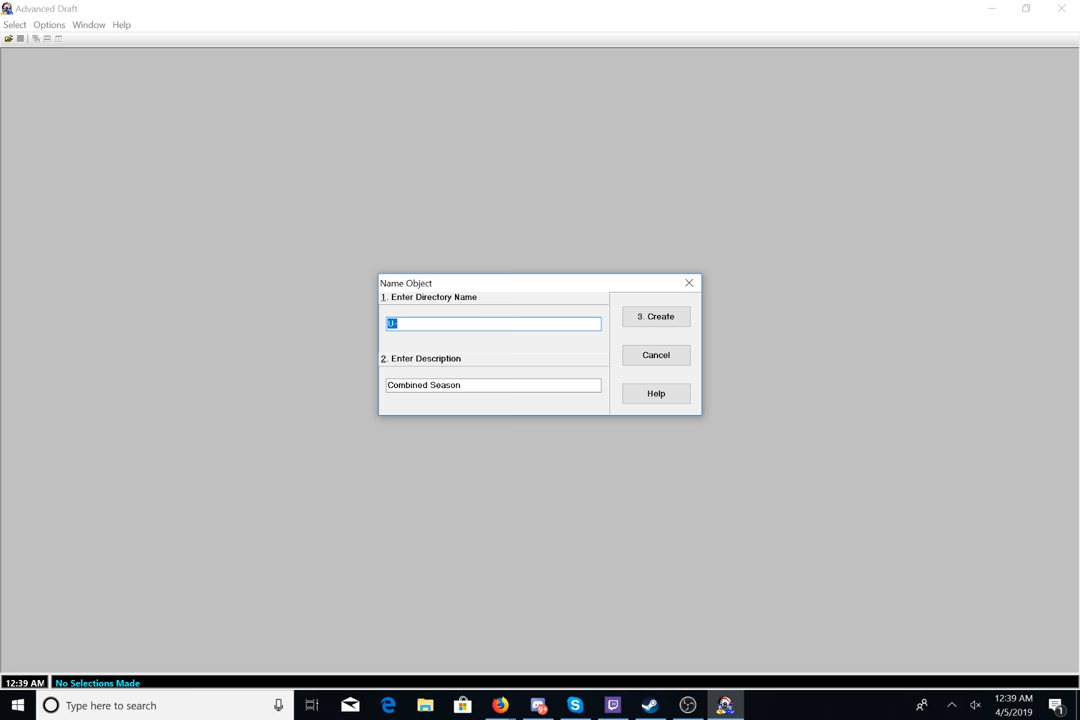 Advanced Draft
Select Options Window Help
Name Object
1. Enter Directory Name
U-
3. Create
2. Enter Description
Cancel
Combined Season
Help
12:39 AM No Selections Made
Type here to search
12:39 AM
4/5/2019
1